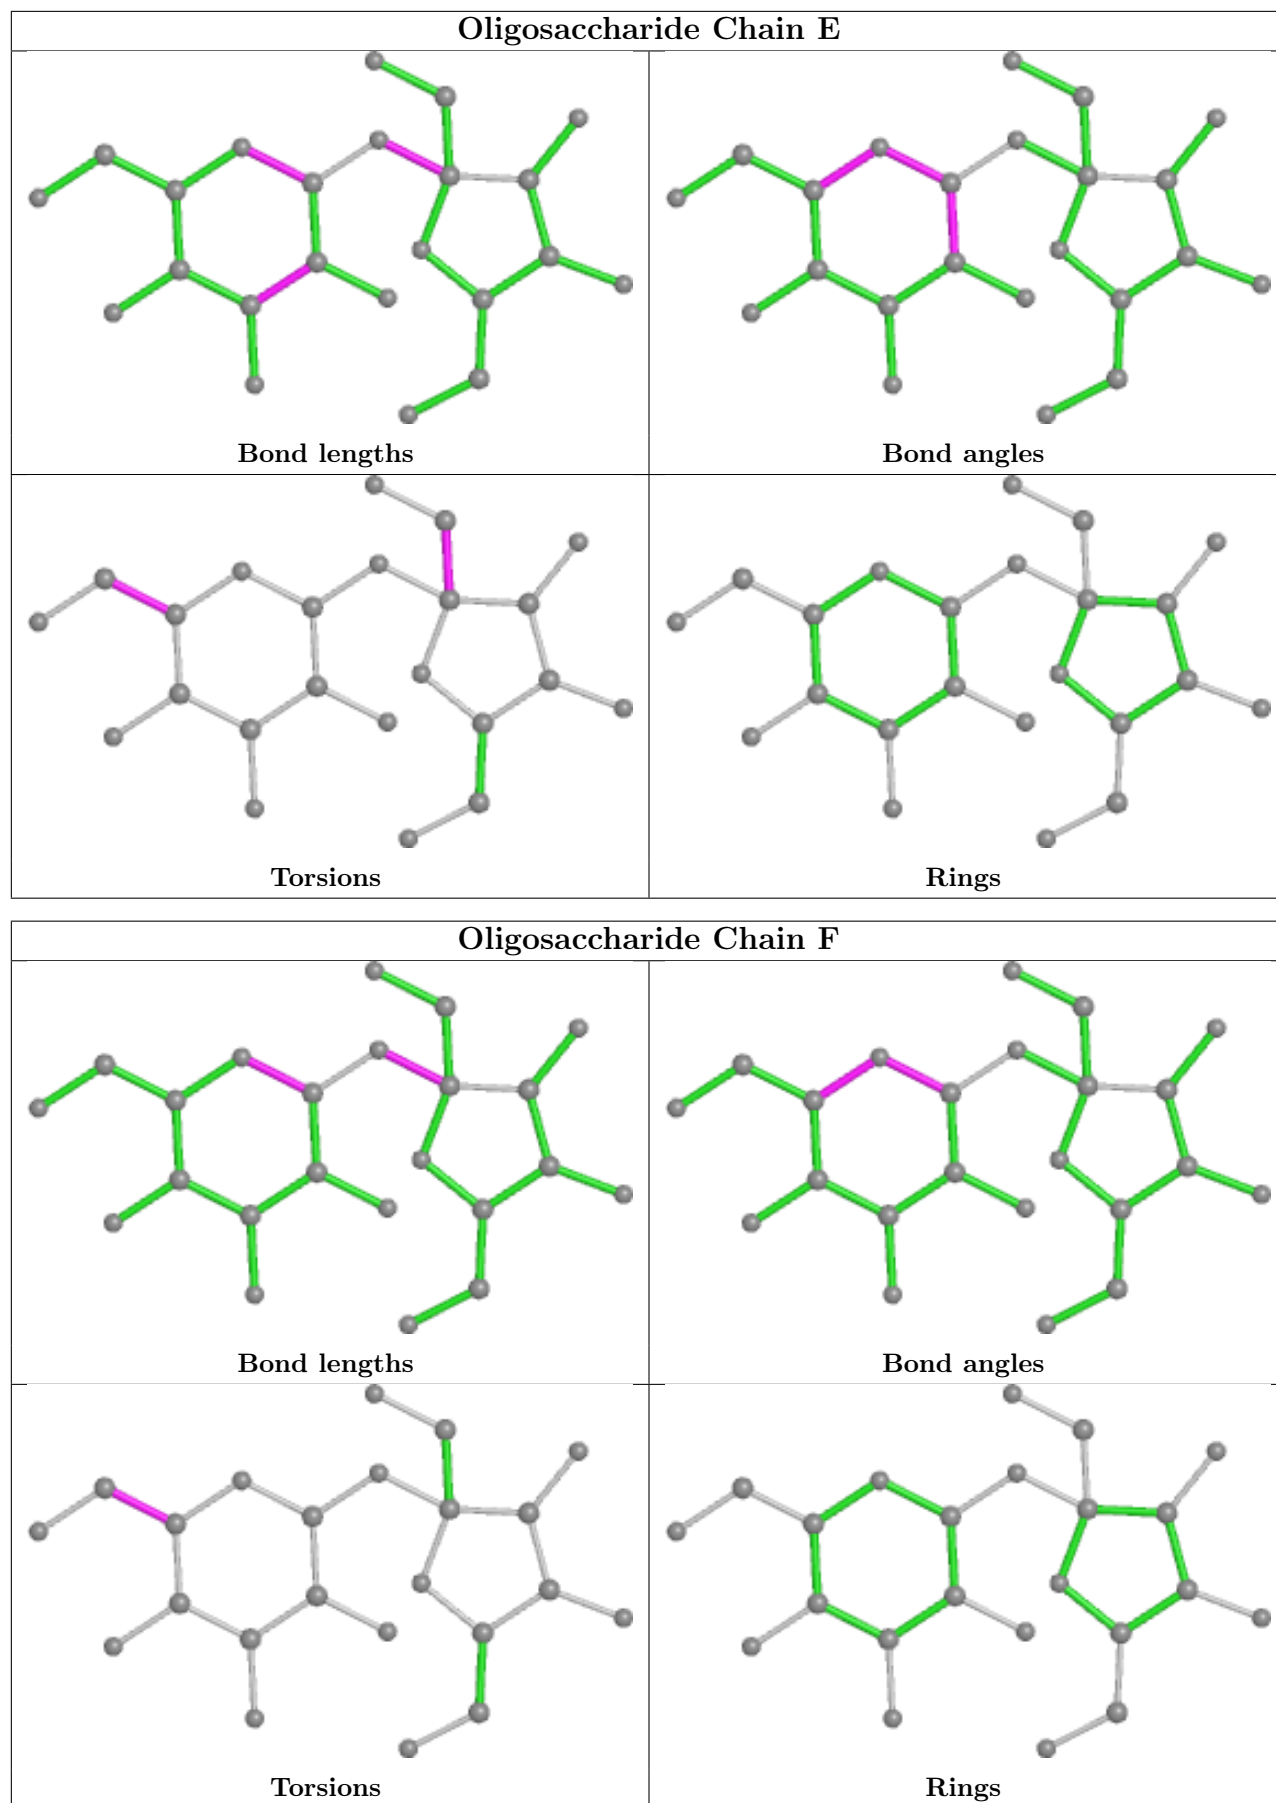 Oligosaccharide Chain E
Bond lengths
Bond angles
Torsions
Rings
Oligosaccharide Chain F
Bond lengths
Bond angles
Torsions
Rings